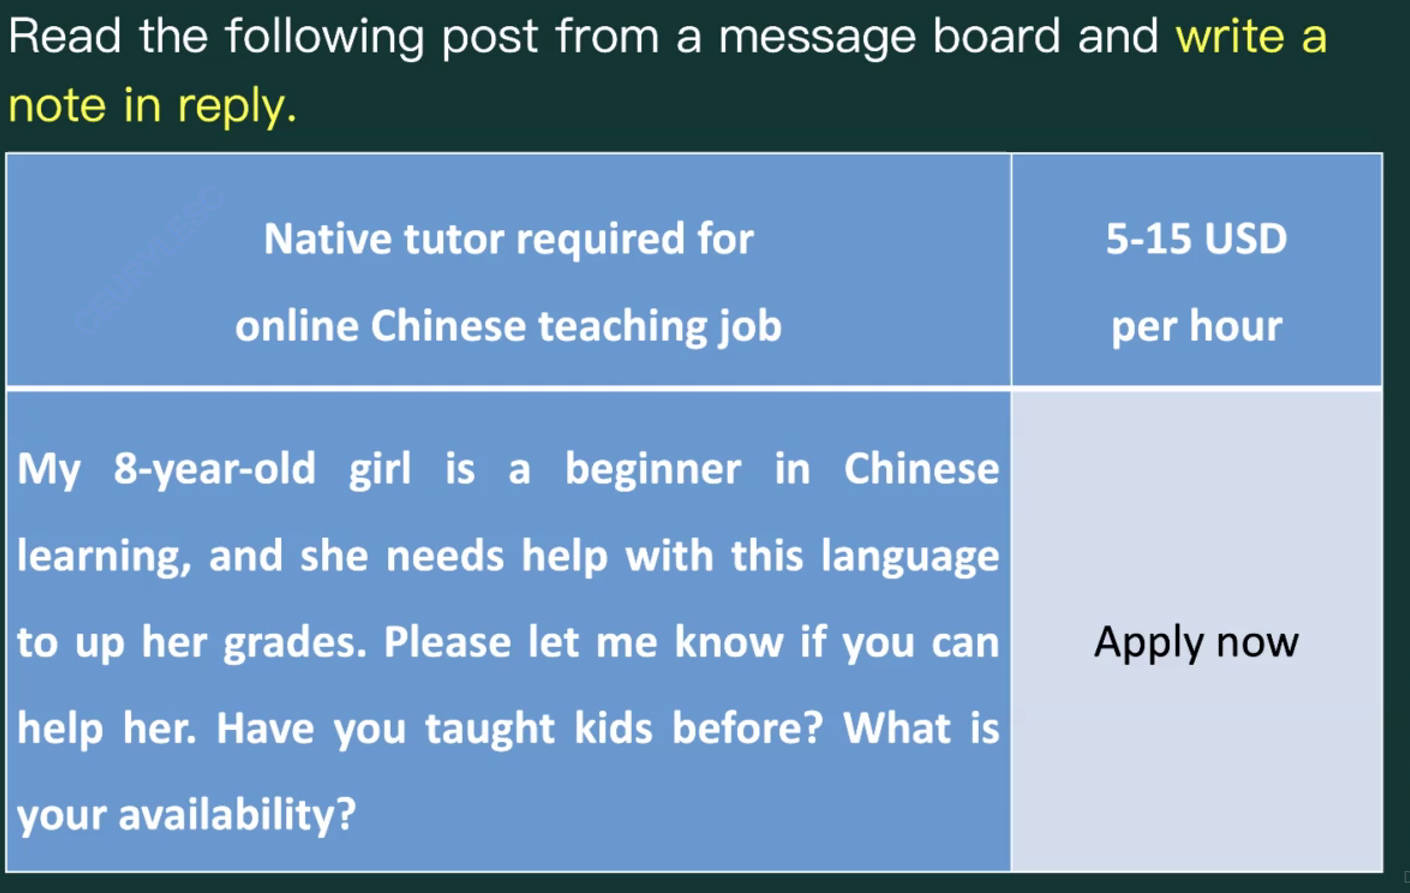 Read the following post from a message board and write a
note in reply.
Native tutor required for
online Chinese teaching job
5-15 USD
per hour
My 8-year-old girl is a beginner in Chinese
learning, and she needs help with this language
to up her grades. Please let me know if you can
help her. Have you taught kids before? What is
your availability?
Apply now